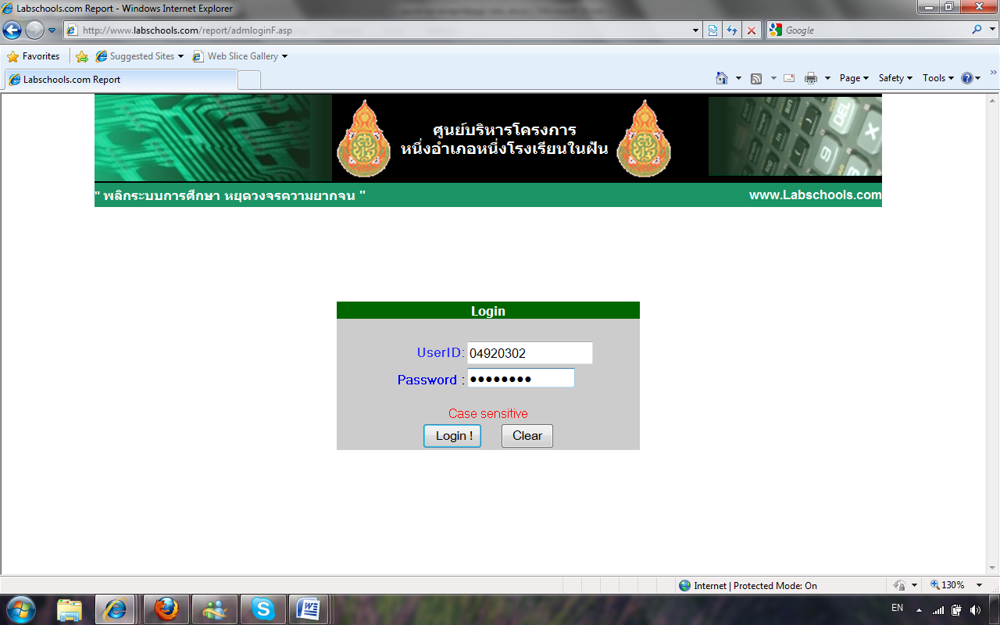 Labschools.com Report - Windows Internet Explorer
http://www.labschools.com/report/admloginF.asp
Google
Favorites
Suggested Sites
Web Slice Gallery
Labschools.com Report
Page
Safety
Tools
ศูนย์บริหารโครงการ
หนึ่งอำเภอหนึ่งโรงเรียนในฝัน
" พลิกระบบการศึกษา หยุดวงจรความยากจน "
www.Labschools.com
Login
UserID: 04920302
Password : ●●●●●●●●
Case sensitive
Login !
Clear
Internet | Protected Mode: On
130%
EN